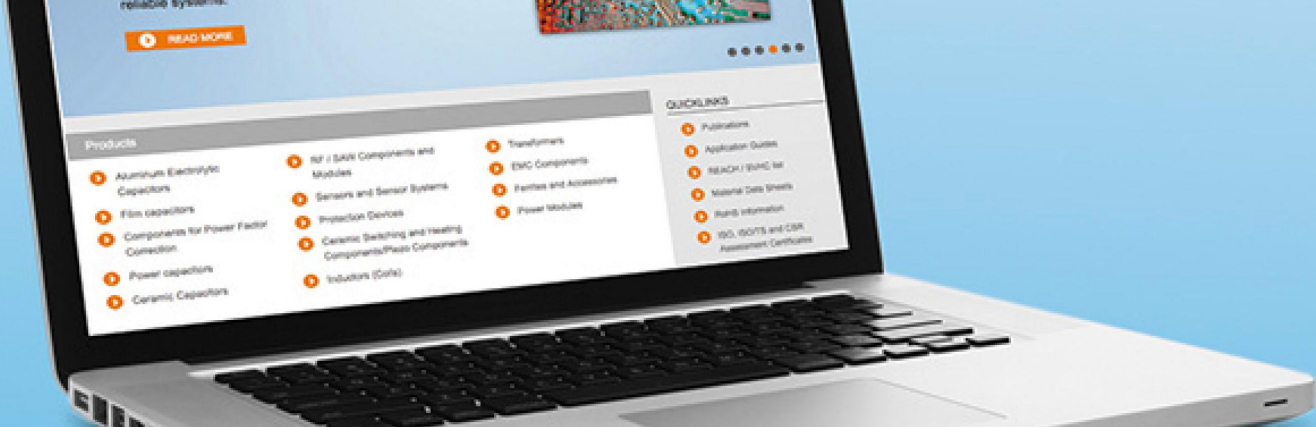 reliable systems.
READ MORE
Products
Aluminum Electrolytic
Capacitors
Film capacitors
Components for Power Factor
Correction
Power capacitors
Ceramic Capacitors
RF / SAW Components and
Modules
Sensors and Sensor Systems
Protection Devices
Ceramic Switching and Heating
Components/Piezo Components
Inductors (Coils)
Transformers
EMC Components
Ferrites and Accessories
Power Modules
QUICKLINKS
Publications
Application Guides
REACH / SVHC list
Material Data Sheets
RoHS information
ISO, ISO/TS and CSR
Assessment Certificates